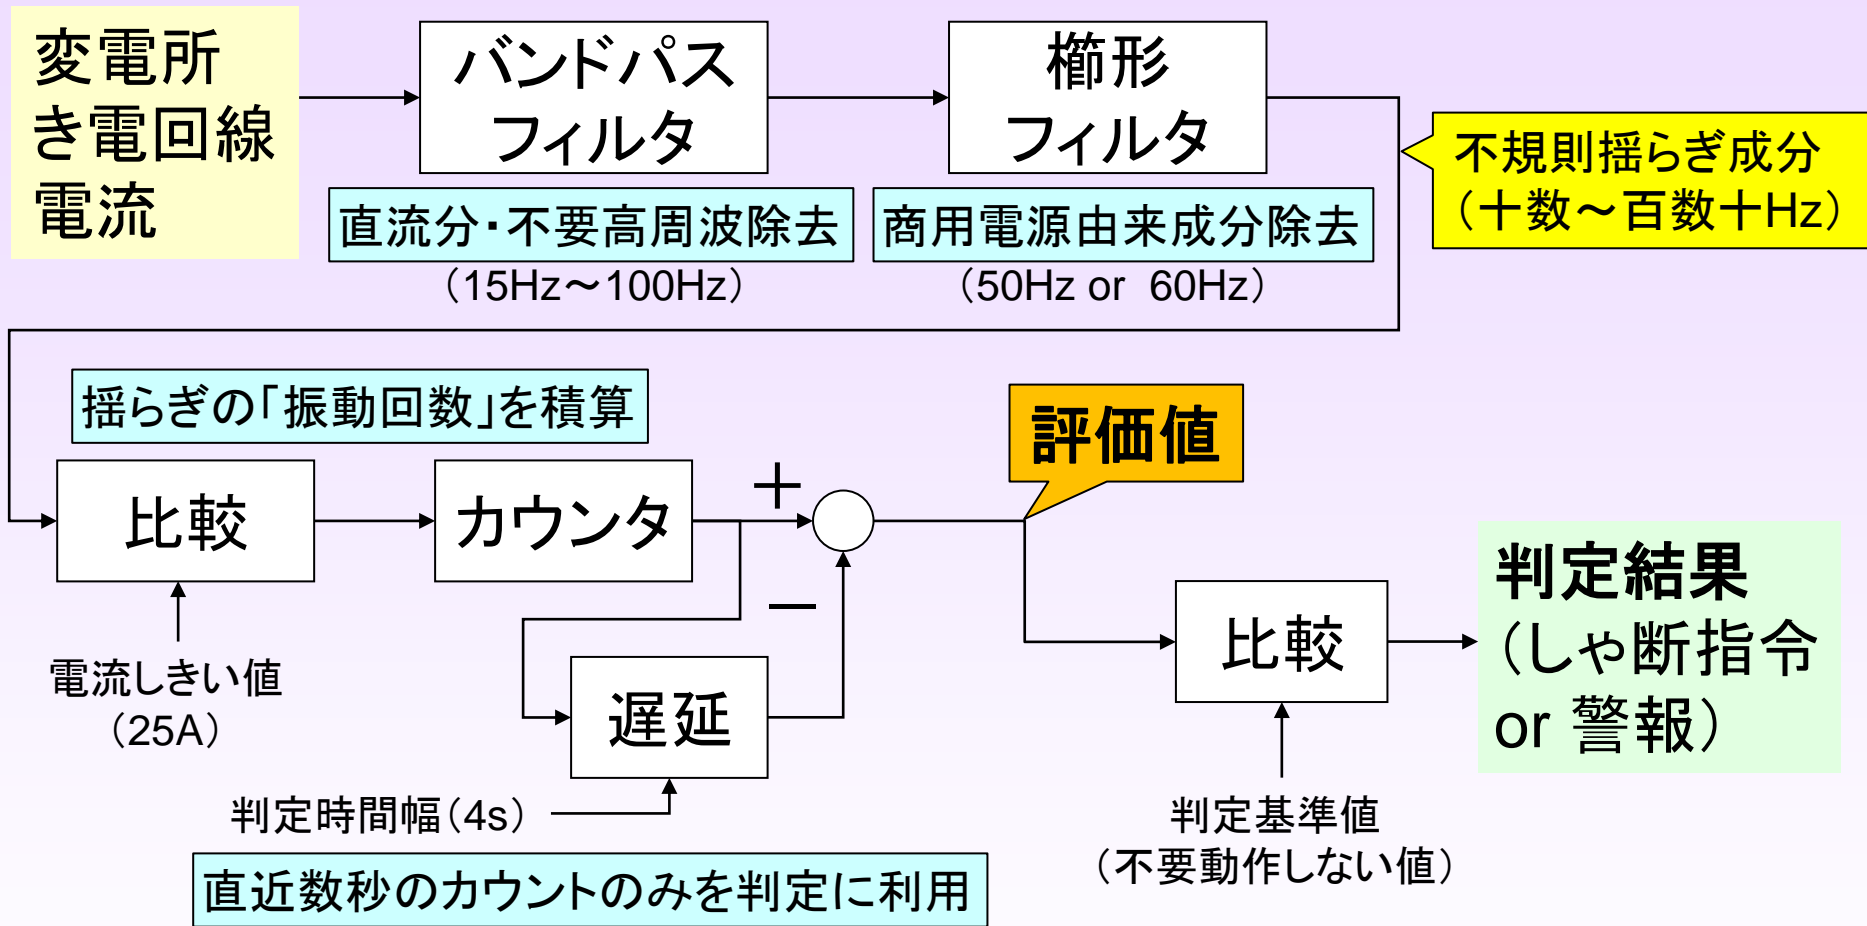 変電所
き電回線
電流
バンドパス
フィルタ
櫛形
フィルタ
直流分・不要高周波除去
（15Hz～100Hz）
商用電源由来成分除去
（50Hz or 60Hz）
不規則揺らぎ成分
（十数～百数十Hz）
揺らぎの「振動回数」を積算
比較
カウンタ
＋
－
評価値
電流しきい値
（25A）
遅延
判定時間幅（4s）
直近数秒のカウントのみを判定に利用
比較
判定基準値
（不要動作しない値）
判定結果
（しゃ断指令
or 警報）